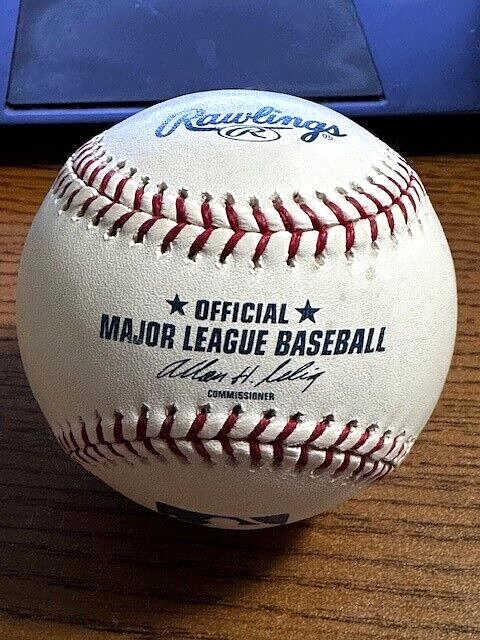 Rawlings®
R
★ OFFICIAL ★
MAJOR LEAGUE BASEBALL
Allan H. Selig
COMMISSIONER